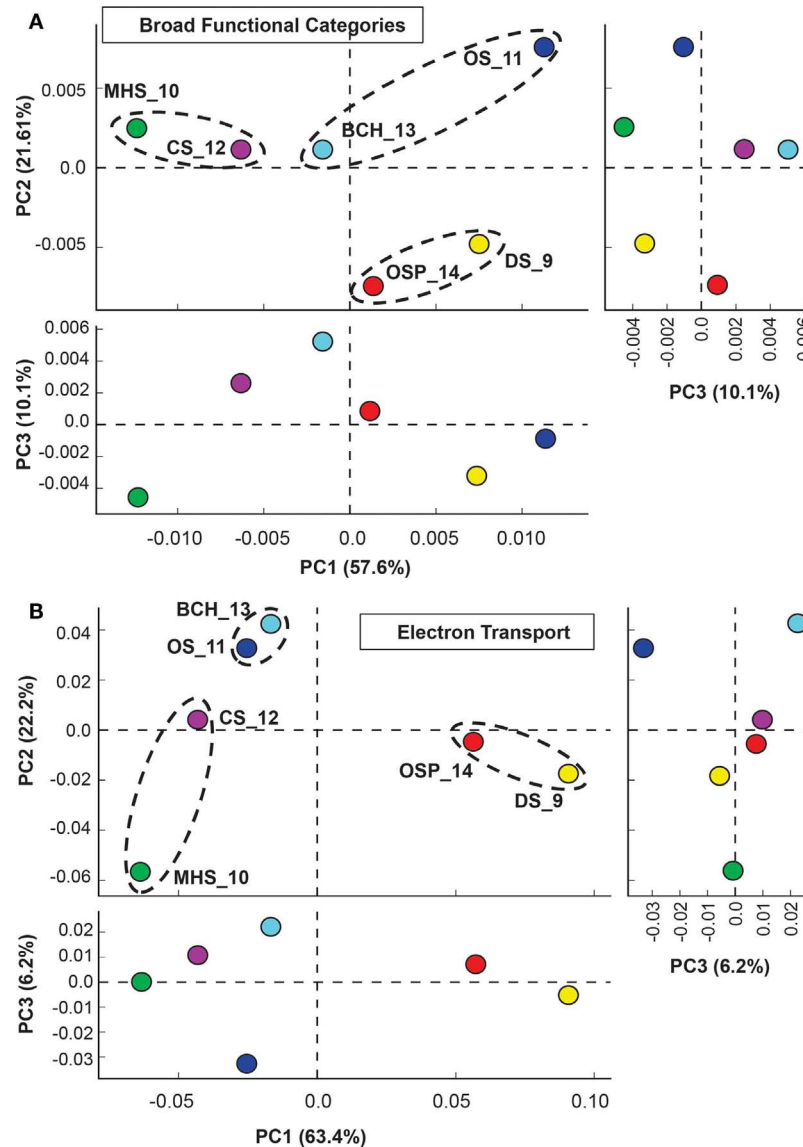 A
Broad Functional Categories
OS_11
MHS_10
BCH_13
CS_12
OSP_14
DS_9
PC2 (21.61%)
0.005
0.0
-0.005
PC3 (10.1%)
0.006
0.004
0.002
0.0
-0.002
-0.004
-0.010 -0.005 0.0 0.005 0.010
PC1 (57.6%)
-0.004 -0.002 0.0 0.002 0.004 0.006
PC3 (10.1%)
B
Electron Transport
BCH_13
OS_11
CS_12
OSP_14
DS_9
MHS_10
PC2 (22.2%)
0.04
0.02
0.0
-0.02
-0.04
-0.06
PC3 (6.2%)
0.02
0.01
0.0
-0.01
-0.02
-0.03
-0.05 0.0 0.05 0.10
PC1 (63.4%)
-0.03 -0.02 -0.01 0.0 0.01 0.02
PC3 (6.2%)